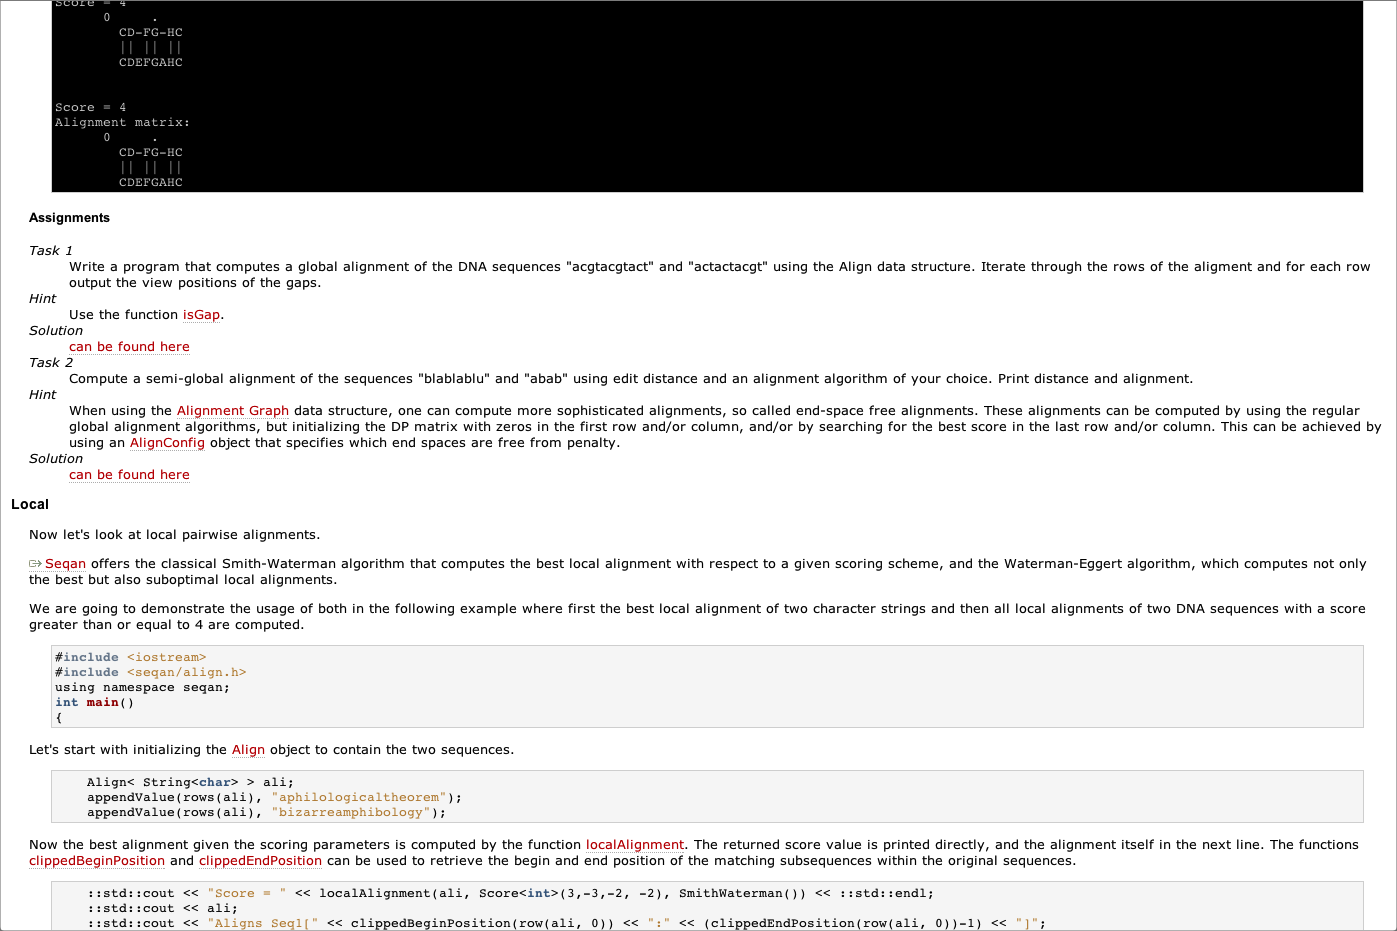 Score = 4
      0     .
        CD-FG-HC
        || || ||
        CDEFGAHC
Score = 4
Alignment matrix:
      0     .
        CD-FG-HC
        || || ||
        CDEFGAHC
Assignments
Task 1
Write a program that computes a global alignment of the DNA sequences "acgtacgtact" and "actactacgt" using the Align data structure. Iterate through the rows of the aligment and for each row
output the view positions of the gaps.
Hint
Use the function isGap.
Solution
can be found here
Task 2
Compute a semi-global alignment of the sequences "blablablu" and "abab" using edit distance and an alignment algorithm of your choice. Print distance and alignment.
Hint
When using the Alignment Graph data structure, one can compute more sophisticated alignments, so called end-space free alignments. These alignments can be computed by using the regular
global alignment algorithms, but initializing the DP matrix with zeros in the first row and/or column, and/or by searching for the best score in the last row and/or column. This can be achieved by
using an AlignConfig object that specifies which end spaces are free from penalty.
Solution
can be found here
Local
Now let's look at local pairwise alignments.
Seqan offers the classical Smith-Waterman algorithm that computes the best local alignment with respect to a given scoring scheme, and the Waterman-Eggert algorithm, which computes not only
the best but also suboptimal local alignments.
We are going to demonstrate the usage of both in the following example where first the best local alignment of two character strings and then all local alignments of two DNA sequences with a score
greater than or equal to 4 are computed.
#include <iostream>
#include <seqan/align.h>
using namespace seqan;
int main()
{
Let's start with initializing the Align object to contain the two sequences.
    Align< String<char> > ali;
    appendValue(rows(ali), "aphilologicaltheorem");
    appendValue(rows(ali), "bizarreamphibology");
Now the best alignment given the scoring parameters is computed by the function localAlignment. The returned score value is printed directly, and the alignment itself in the next line. The functions
clippedBeginPosition and clippedEndPosition can be used to retrieve the begin and end position of the matching subsequences within the original sequences.
    ::std::cout << "Score = " << localAlignment(ali, Score<int>(3,-3,-2, -2), SmithWaterman()) << ::std::endl;
    ::std::cout << ali;
    ::std::cout << "Aligns Seq1[" << clippedBeginPosition(row(ali, 0)) << ":" << (clippedEndPosition(row(ali, 0))-1) << "]";